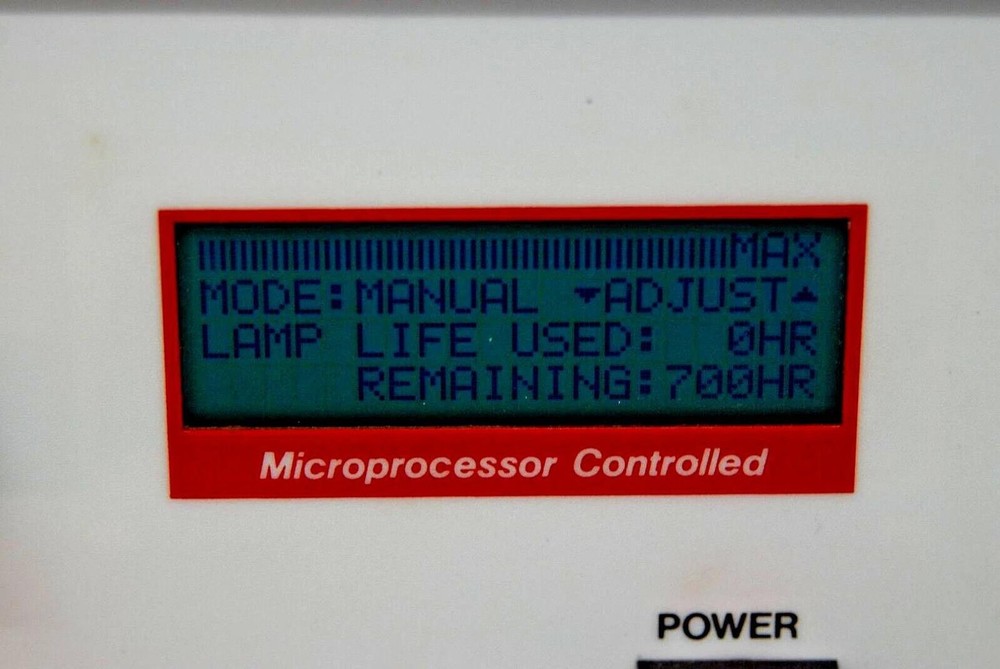 MAX
MODE:MANUAL ▼ADJUST▲
LAMP LIFE USED: 0HR
REMAINING:700HR
Microprocessor Controlled
POWER